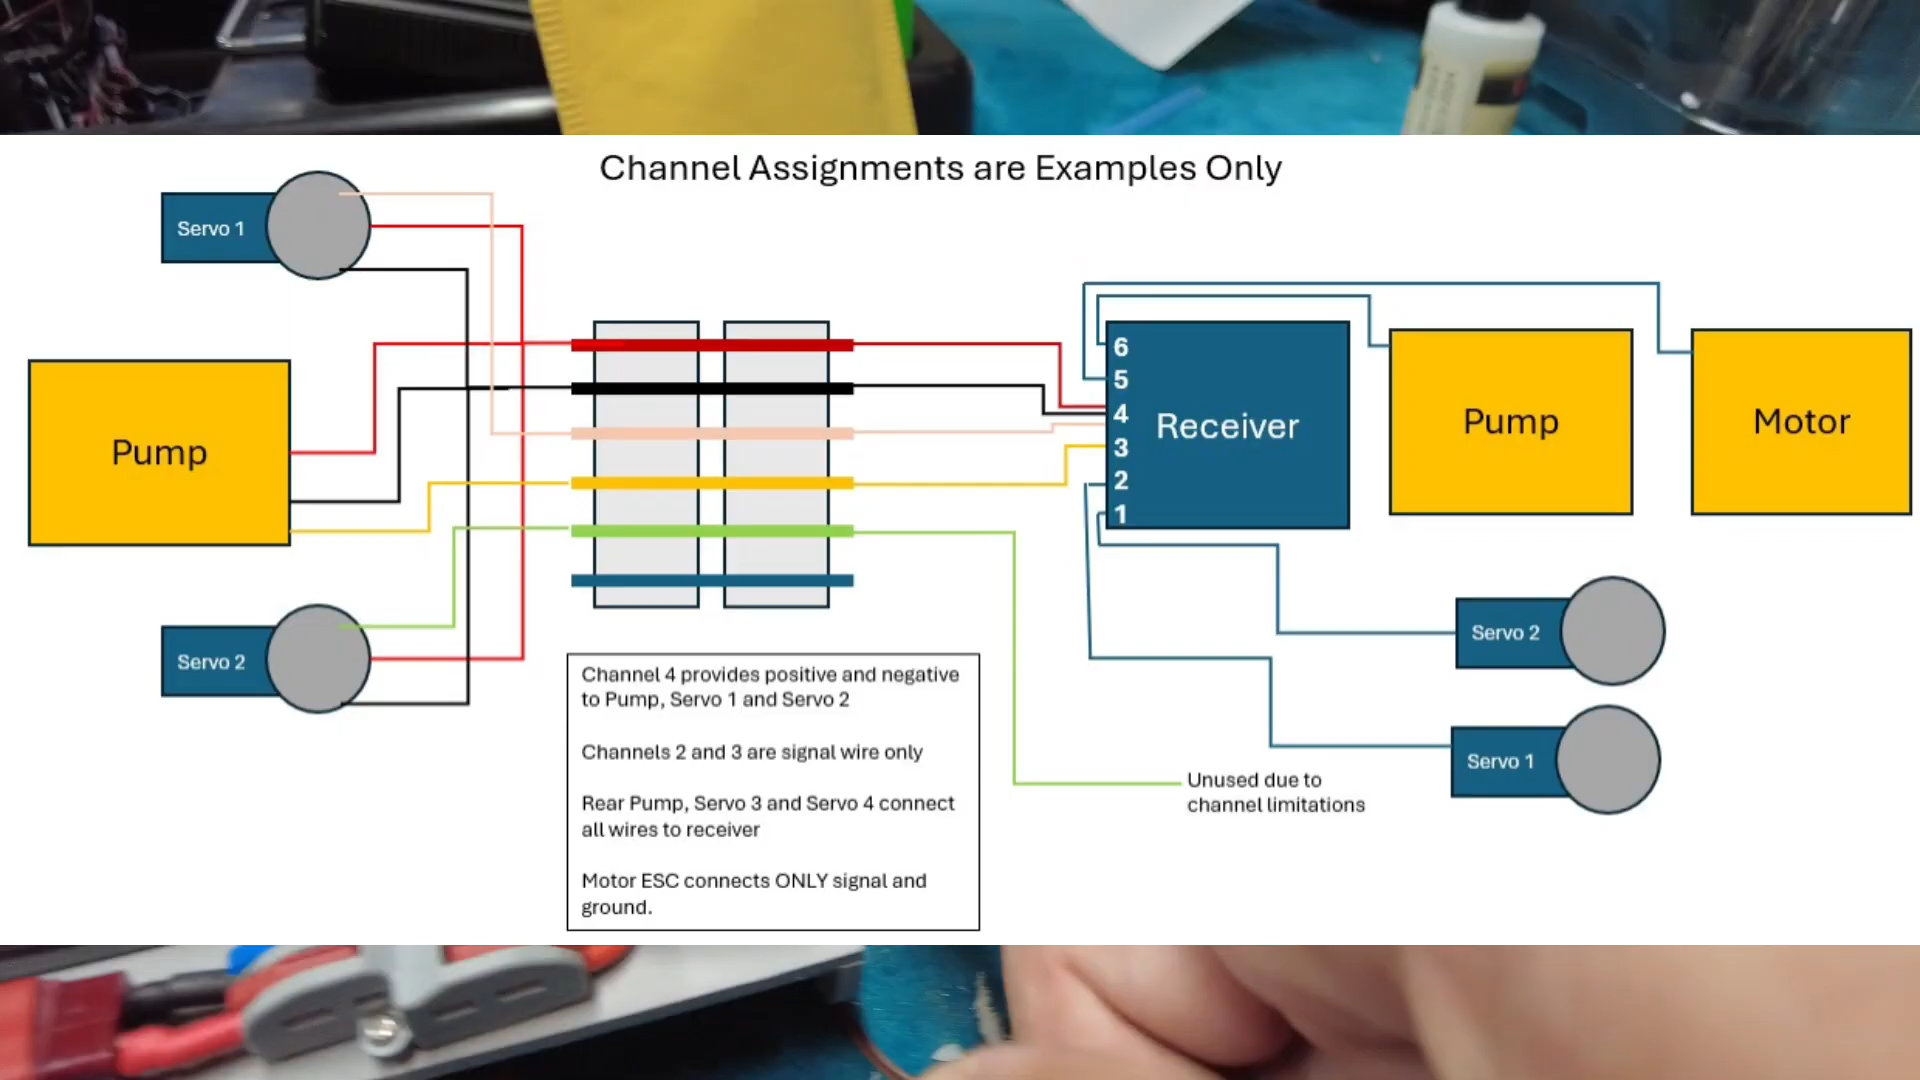 Channel Assignments are Examples Only
Servo 1
Pump
Servo 2
6
5
4
3
2
1
Receiver
Pump
Motor
Servo 2
Servo 1
Channel 4 provides positive and negative
to Pump, Servo 1 and Servo 2
Channels 2 and 3 are signal wire only
Rear Pump, Servo 3 and Servo 4 connect
all wires to receiver
Motor ESC connects ONLY signal and
ground.
Unused due to
channel limitations